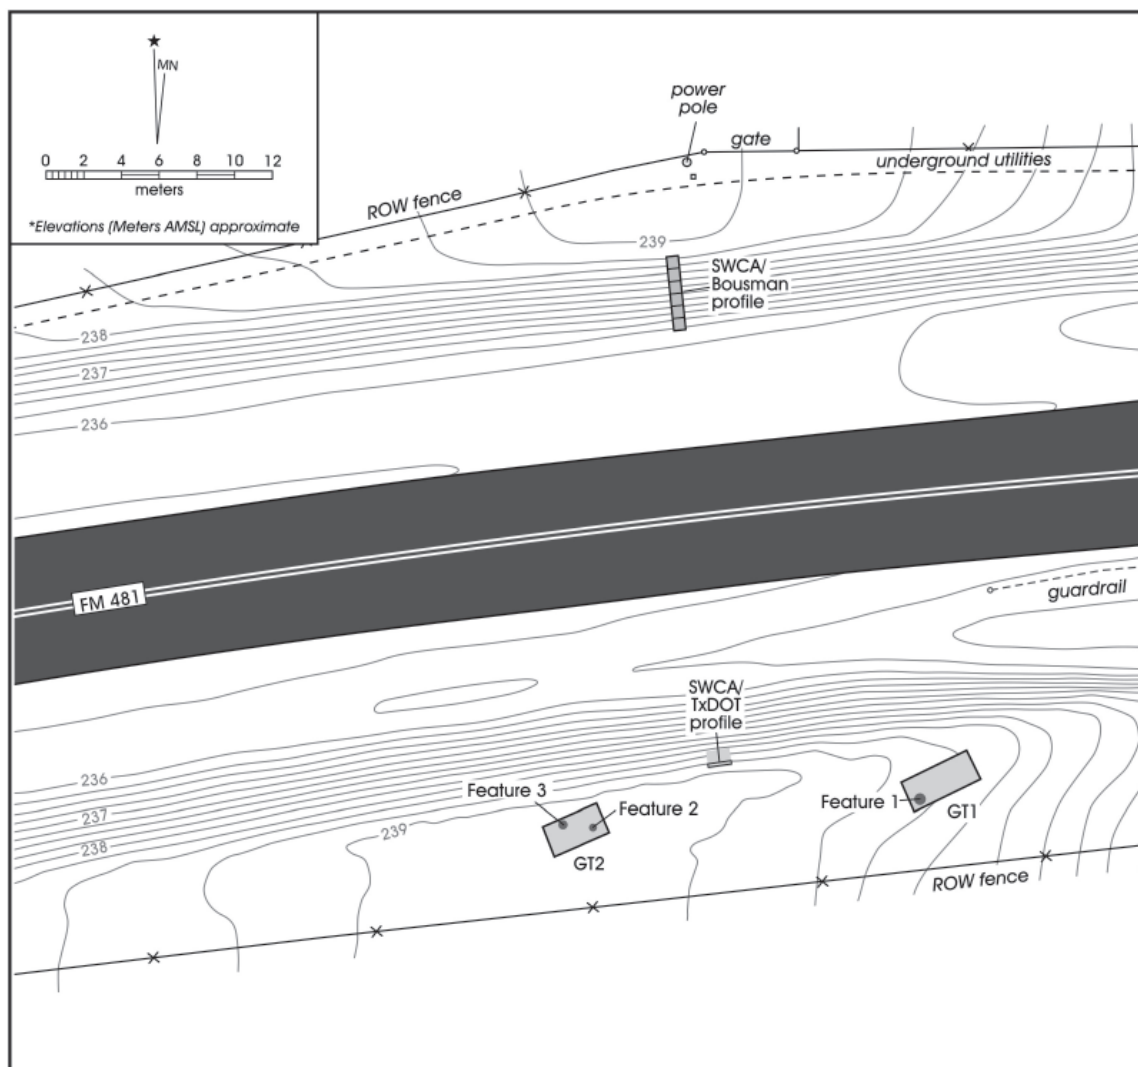 MN
0 2 4 6 8 10 12
meters
*Elevations (Meters AMSL) approximate
power
pole
gate
underground utilities
ROW fence
239
SWCA/
Bousman
profile
238
237
236
FM 481
guardrail
SWCA/
TxDOT
profile
236
237
238
239
Feature 3
Feature 2
GT2
Feature 1
GT1
ROW fence